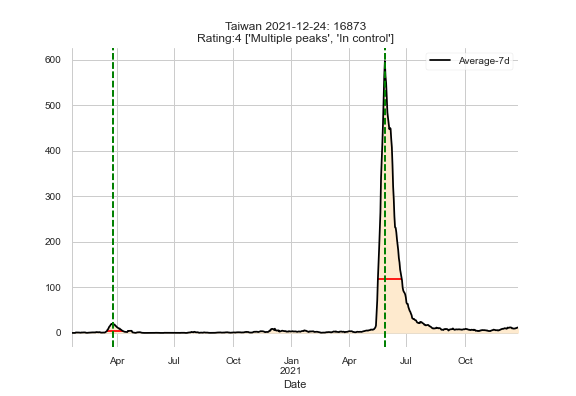 Taiwan 2021-12-24: 16873
Rating:4 ['Multiple peaks', 'In control']
Average-7d
600
500
400
300
200
100
0
Apr Jul Oct Jan Apr Jul Oct
2021
Date